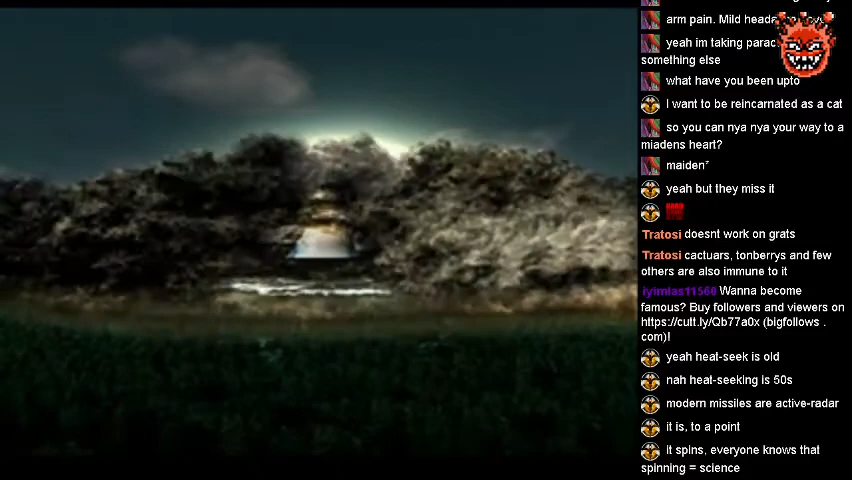 arm pain. Mild
yeah im taking
something else
what have you been upto
I want to be reincarnated as a cat
so you can nya nya your way to a
miadens heart?
maiden*
yeah but they miss it
Tratosi doesnt work on grats
Tratosi cactuars, tonberrys and few
others are also immune to it
iyimlas11560 Wanna become
famous? Buy followers and viewers on
https://cutt.ly/Qb77a0x (bigfollows .
com)!
yeah heat-seek is old
nah heat-seeking is 50s
modern missiles are active-radar
it is, to a point
it spins, everyone knows that
spinning = science